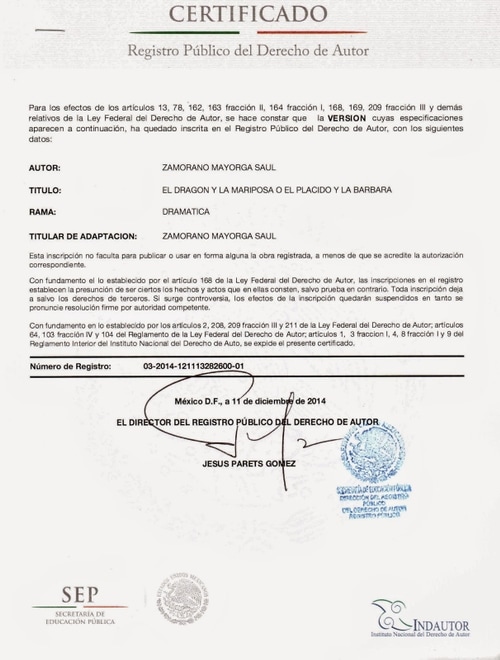 CERTIFICADO
Registro Público del Derecho de Autor
Para los efectos de los artículos 13, 78, 162, 163 fracción II, 164 fracción I, 168, 169, 209 fracción III y demás
relativos de la Ley Federal del Derecho de Autor, se hace constar que la VERSION cuyas especificaciones
aparecen a continuación, ha quedado inscrita en el Registro Público del Derecho de Autor, con los siguientes
datos:
AUTOR: ZAMORANO MAYORGA SAUL
TITULO: EL DRAGON Y LA MARIPOSA O EL PLACIDO Y LA BARBARA
RAMA: DRAMATICA
TITULAR DE ADAPTACION: ZAMORANO MAYORGA SAUL
Esta inscripción no faculta para publicar o usar en forma alguna la obra registrada, a menos de que se acredite la autorización
correspondiente.
Con fundamento el lo establecido por el artículo 168 de la Ley Federal del Derecho de Autor, las inscripciones en el registro
establecen la presunción de ser ciertos los hechos y actos que en ellas consten, salvo prueba en contrario. Toda inscripción deja
a salvo los derechos de terceros. Si surge controversia, los efectos de la inscripción quedarán suspendidos en tanto se
pronuncie resolución firme por autoridad competente.
Con fundamento en lo establecido por los artículos 2, 208, 209 fracción III y 211 de la Ley Federal del Derecho de Autor; artículos
64, 103 fracción IV y 104 del Reglamento de la Ley Federal del Derecho de Autor; artículos 1, 3 fraccion I, 4, 8 fracción I y 9 del
Reglamento Interior del Instituto Nacional del Derecho de Auto, se expide el presente certificado.
Número de Registro: 03-2014-121113282600-01
México D.F., a 11 de diciembre de 2014
EL DIRECTOR DEL REGISTRO PÚBLICO DEL DERECHO DE AUTOR
JESUS PARETS GOMEZ
SECRETARÍA DE EDUCACIÓN PÚBLICA
DIRECCIÓN DEL REGISTRO
PÚBLICO
DEL DERECHO DE AUTOR
REGISTRO PÚBLICO
SEP
SECRETARÍA DE
EDUCACIÓN PÚBLICA
ESTADOS UNIDOS MEXICANOS
INDAUTOR
Instituto Nacional del Derecho de Autor